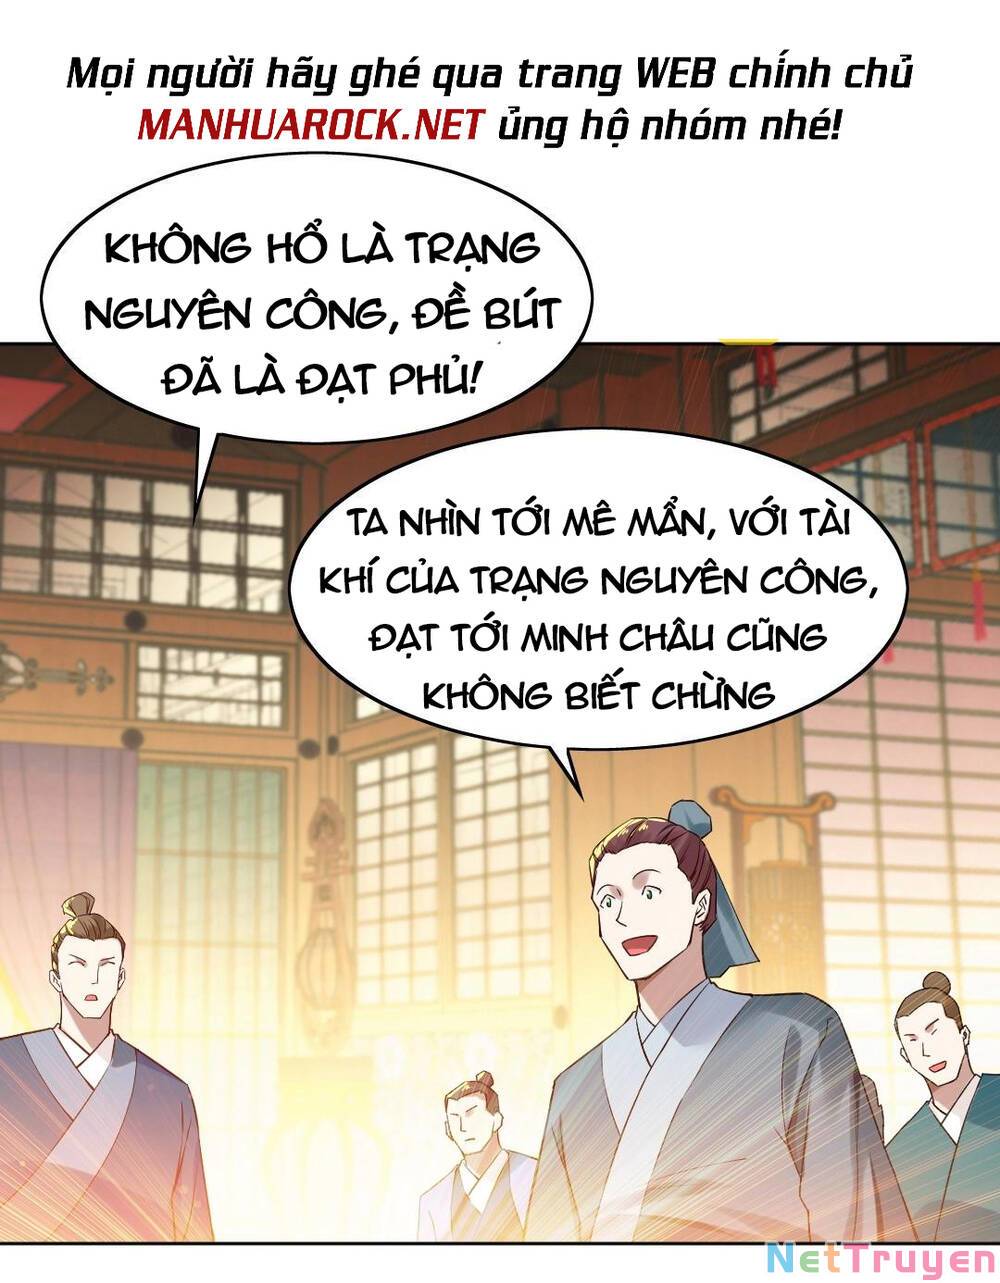 Mọi người hãy ghé qua trang WEB chính chủ
MANHUAROCK.NET ủng hộ nhóm nhé!
KHÔNG HỔ LÀ TRẠNG
NGUYÊN CÔNG, ĐỀ BÚT
ĐÃ LÀ ĐẠT PHỦ!
TA NHÌN TỚI MÊ MẨN, VỚI TÀI
KHÍ CỦA TRẠNG NGUYÊN CÔNG,
ĐẠT TỚI MINH CHÂU CŨNG
KHÔNG BIẾT CHỪNG
NetTruyen